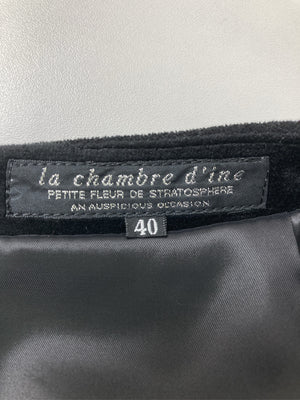 la chambre d'ine
PETITE FLEUR DE STRATOSPHERE
AN AUSPICIOUS OCCASION
40